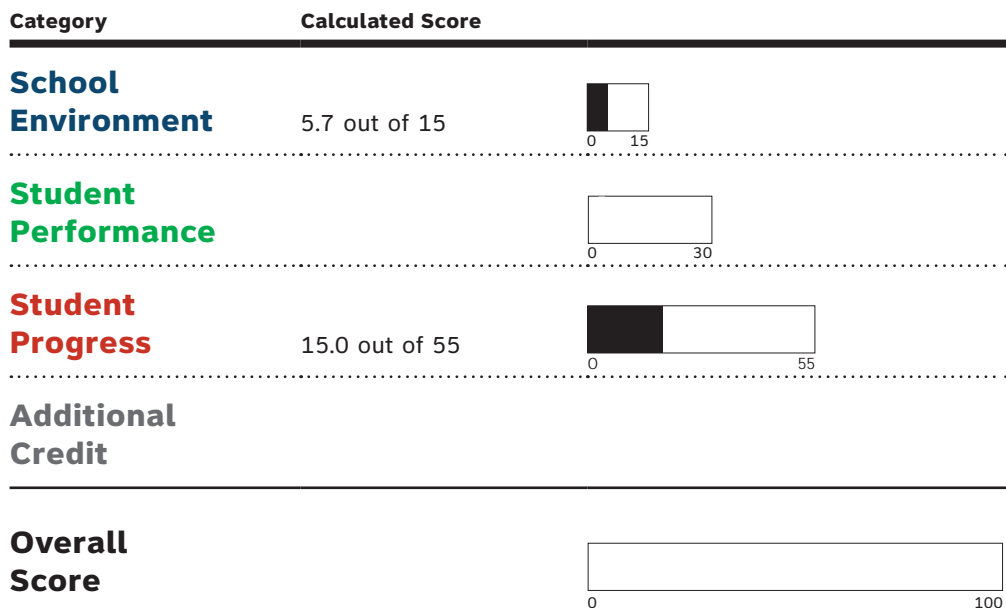 Category Calculated Score
School
Environment 5.7 out of 15
0 15
Student
Performance
0 30
Student
Progress 15.0 out of 55
0 55
Additional
Credit
Overall
Score
0 100